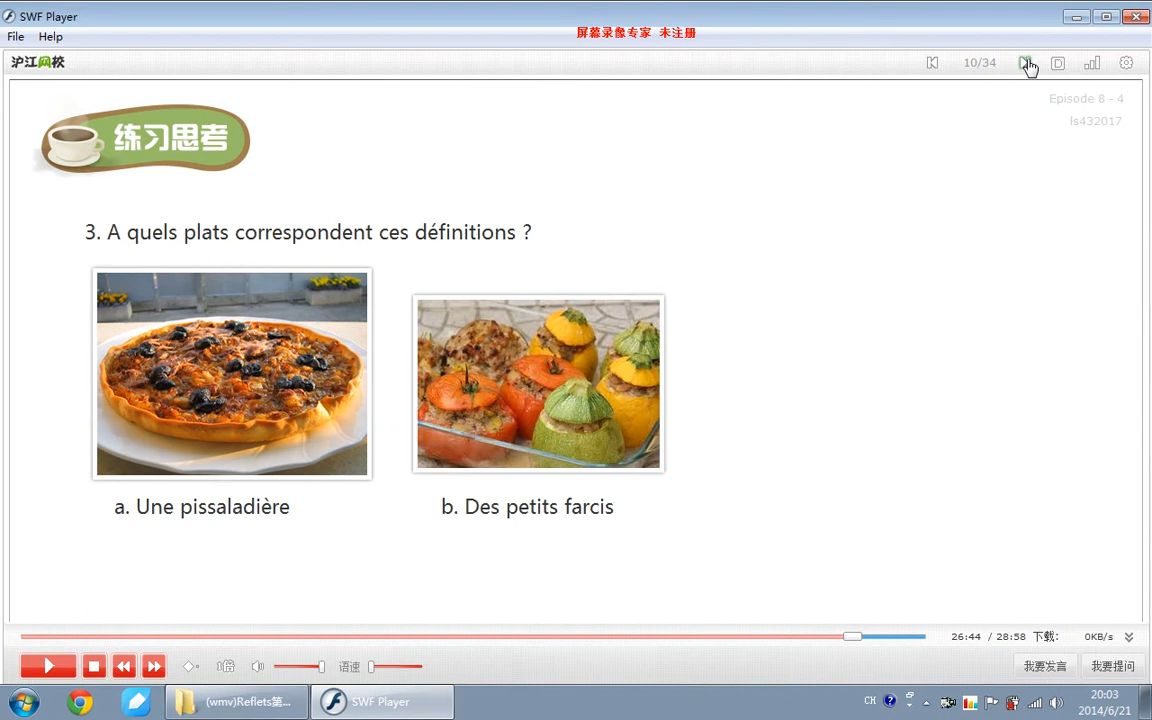 SWF Player
File Help
屏幕录像专家 未注册
沪江网校
10/34
Episode 8 - 4
ls432017
练习思考
3. A quels plats correspondent ces définitions ?
a. Une pissaladière
b. Des petits farcis
26:44 / 28:58 下载: 0KB/s
1倍
语速
我要发言
我要提问
(wmv)Reflets第...
SWF Player
CH
20:03
2014/6/21